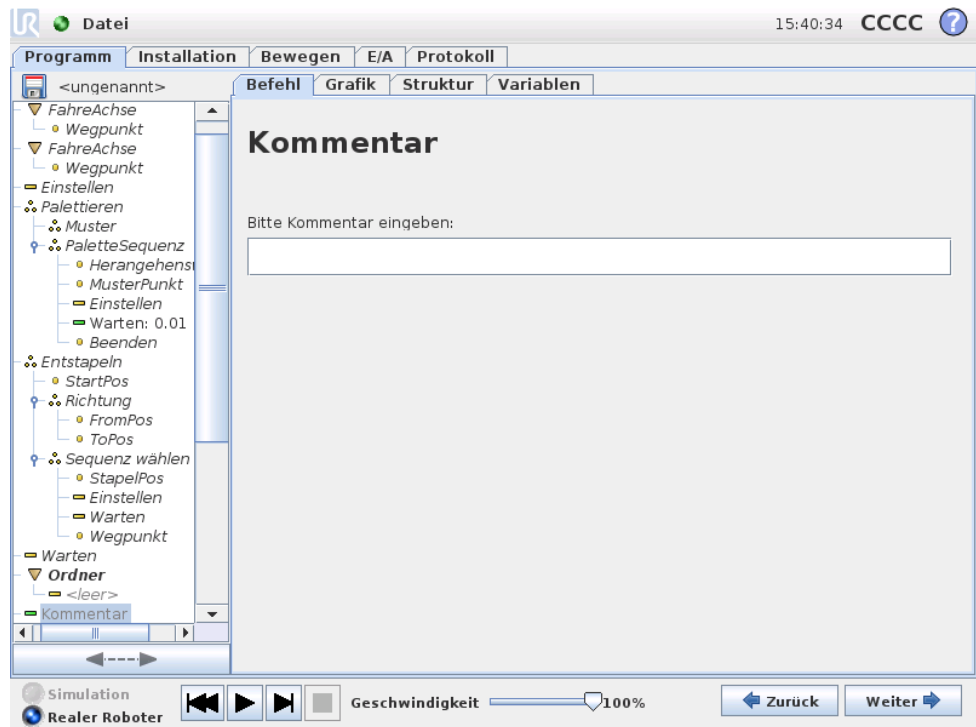 UR Datei 15:40:34 CCCC ?
Programm Installation Bewegen E/A Protokoll
<ungenannt>
Befehl Grafik Struktur Variablen
FahreAchse
Wegpunkt
FahreAchse
Wegpunkt
Einstellen
Palettieren
Muster
PaletteSequenz
Herangehens
MusterPunkt
Einstellen
Warten: 0.01
Beenden
Entstapeln
StartPos
Richtung
FromPos
ToPos
Sequenz wählen
StapelPos
Einstellen
Warten
Wegpunkt
Warten
Ordner
<leer>
Kommentar
Kommentar
Bitte Kommentar eingeben:
Simulation
Realer Roboter
Geschwindigkeit 100%
Zurück Weiter